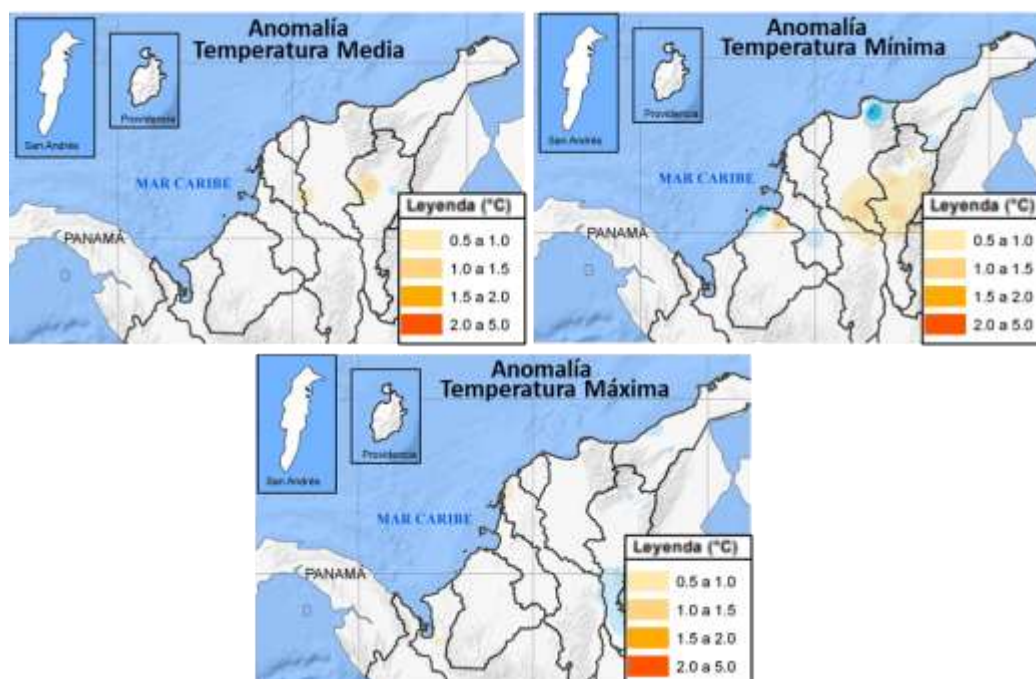 Anomalía
Temperatura Media
San Andrés
Providencia
MAR CARIBE
PANAMÁ
Leyenda (°C)
0.5 a 1.0
1.0 a 1.5
1.5 a 2.0
2.0 a 5.0
Anomalía
Temperatura Mínima
San Andrés
Providencia
MAR CARIBE
PANAMÁ
Leyenda (°C)
0.5 a 1.0
1.0 a 1.5
1.5 a 2.0
2.0 a 5.0
Anomalía
Temperatura Máxima
San Andrés
Providencia
MAR CARIBE
PANAMÁ
Leyenda (°C)
0.5 a 1.0
1.0 a 1.5
1.5 a 2.0
2.0 a 5.0